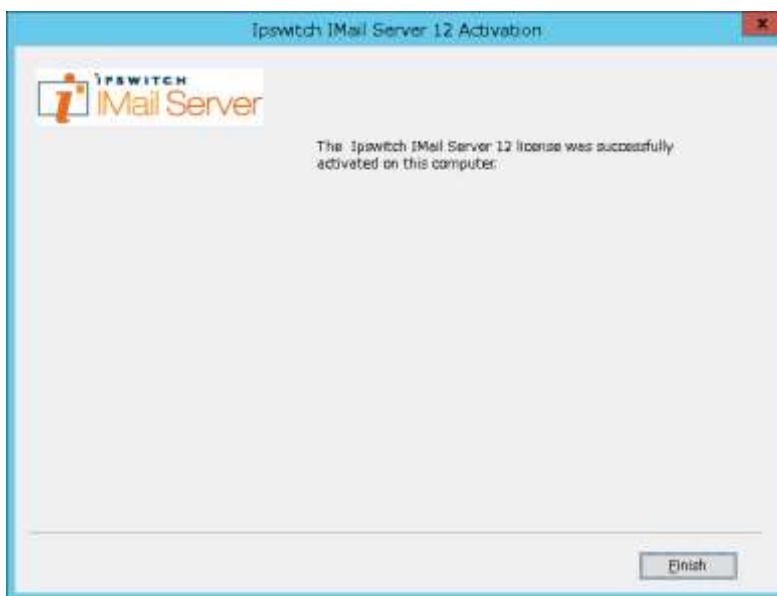 Ipswitch IMail Server 12 Activation
x
IPSWITCH
IMail Server
The Ipswitch IMail Server 12 license was successfully
activated on this computer.
Finish